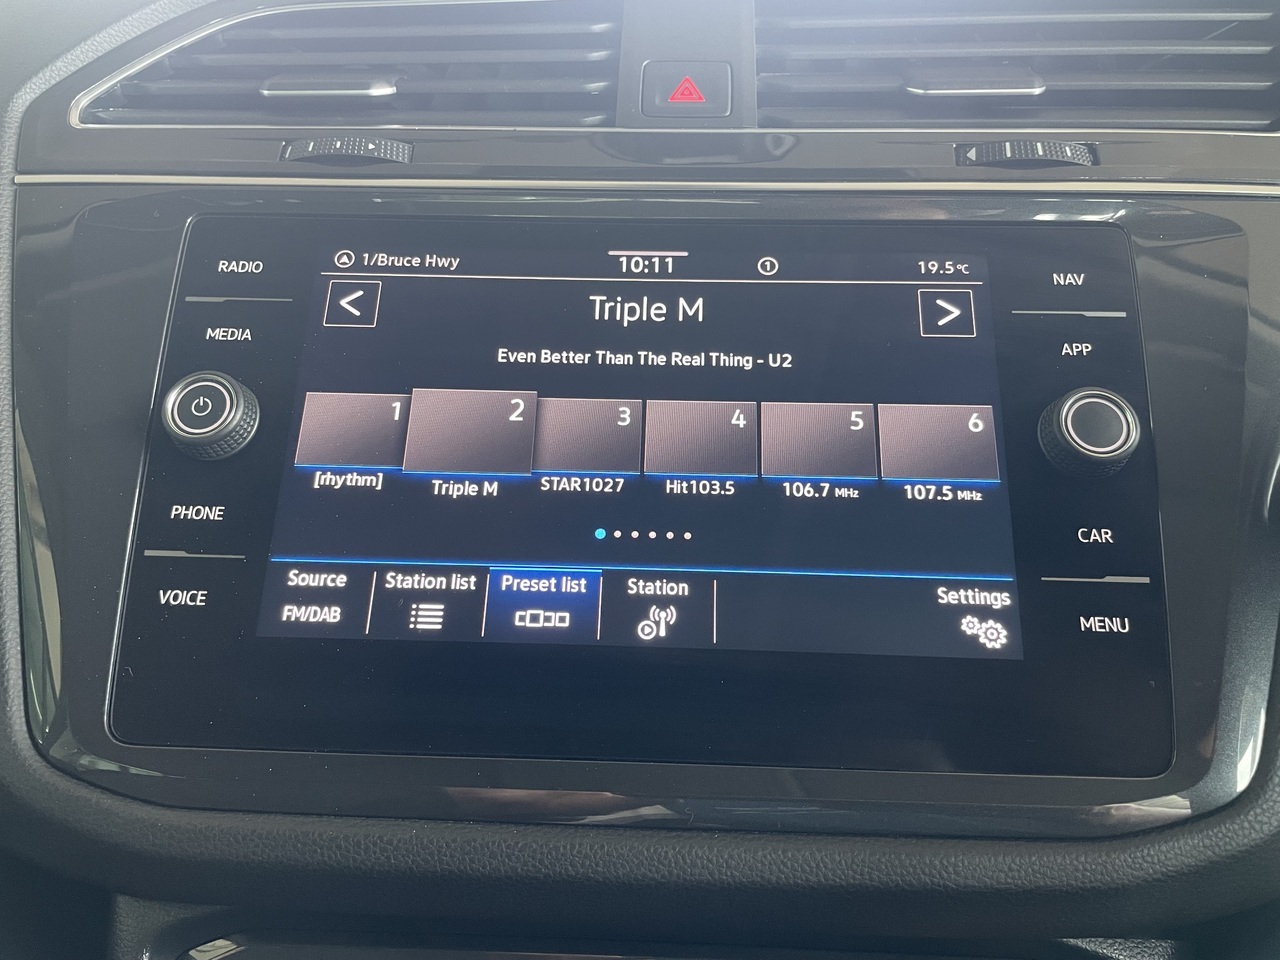 RADIO
MEDIA
PHONE
VOICE
1/Bruce Hwy 10:11 1 19.5°C
<
Triple M
>
Even Better Than The Real Thing - U2
1 2 3 4 5 6
[rhythm] Triple M STAR1027 Hit103.5 106.7 MHz 107.5 MHz
Source Station list Preset list Station Settings
FM/DAB
NAV
APP
CAR
MENU